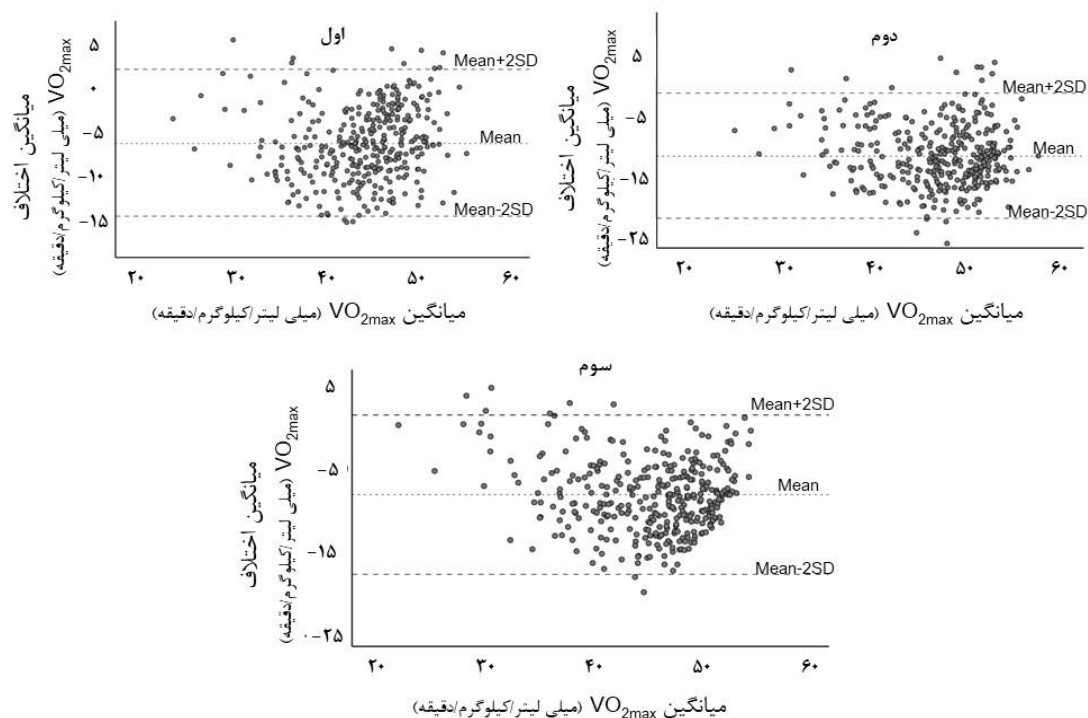 اول
۵
۰
-۵
-۱۰
-۱۵
میانگین اختلاف
VO2max (میلی لیتر/کیلوگرم/دقیقه)
Mean+2SD
Mean
Mean-2SD
۲۰ ۳۰ ۴۰ ۵۰ ۶۰
میانگین VO2max (میلی لیتر/کیلوگرم/دقیقه)
دوم
۵
-۵
-۱۵
-۲۵
میانگین اختلاف
VO2max (میلی لیتر/کیلوگرم/دقیقه)
Mean+2SD
Mean
Mean-2SD
۲۰ ۳۰ ۴۰ ۵۰ ۶۰
میانگین VO2max (میلی لیتر/کیلوگرم/دقیقه)
سوم
۵
-۵
-۱۵
-۲۵
میانگین اختلاف
VO2max (میلی لیتر/کیلوگرم/دقیقه)
Mean+2SD
Mean
Mean-2SD
۲۰ ۳۰ ۴۰ ۵۰ ۶۰
میانگین VO2max (میلی لیتر/کیلوگرم/دقیقه)